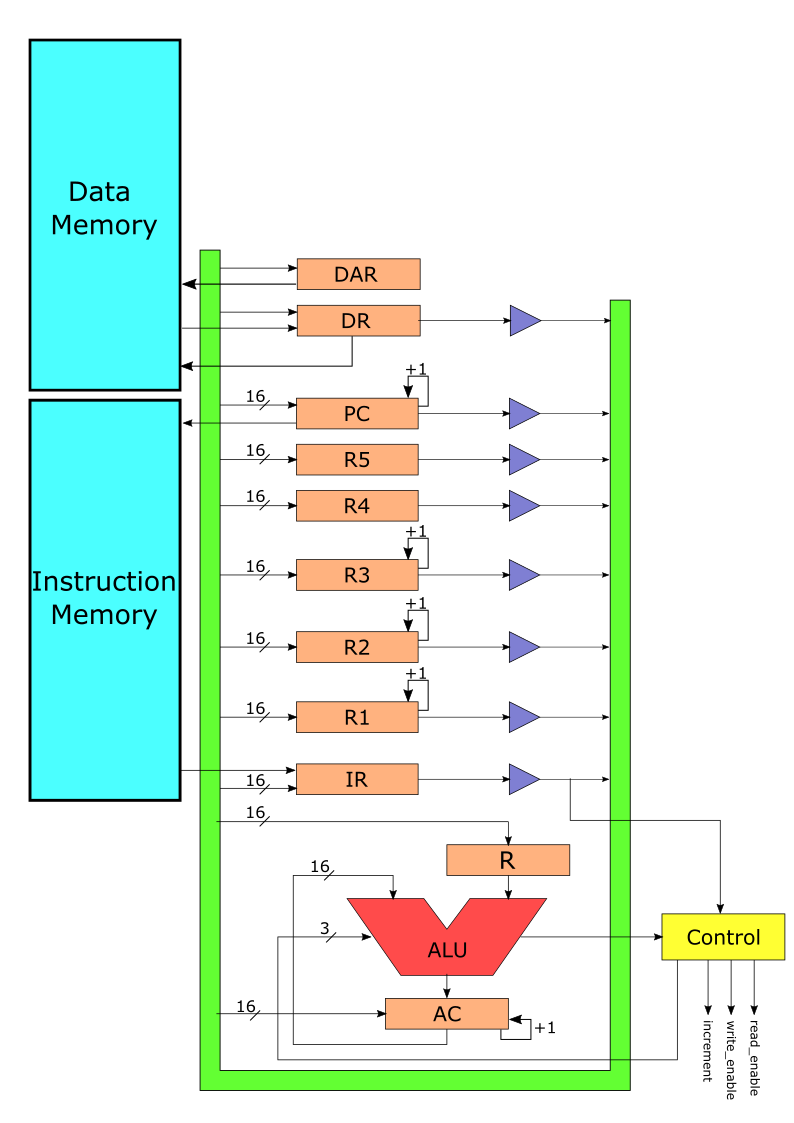 Data
Memory
DAR
DR
+1
16
PC
16
R5
16
R4
+1
16
R3
Instruction
Memory
+1
16
R2
+1
16
R1
16
IR
16
R
16
3
ALU
Control
16
AC
+1
increment
write_enable
read_enable